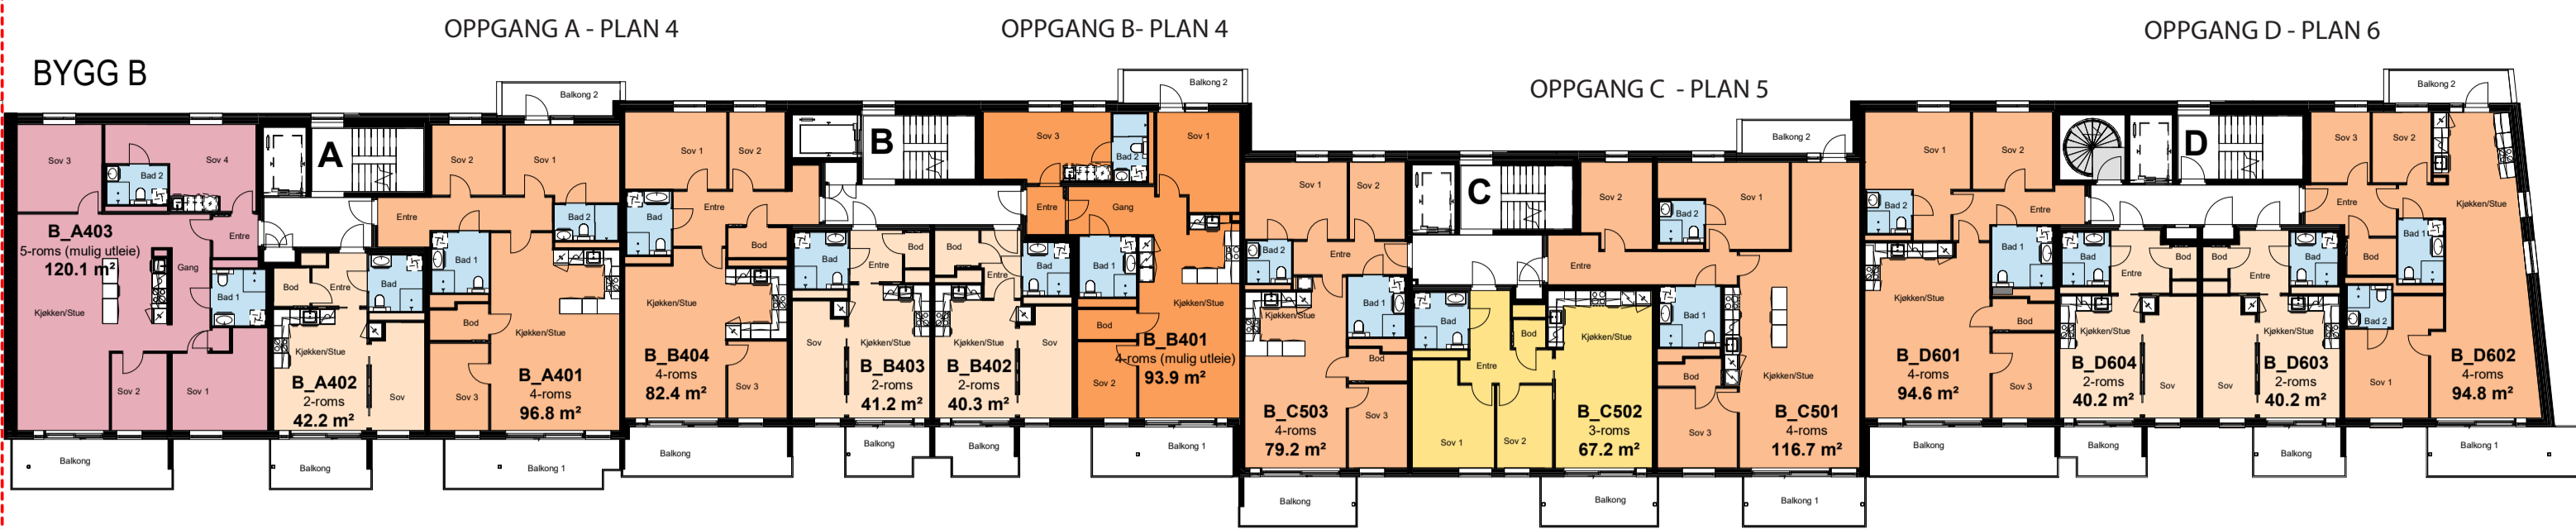 OPPGANG A - PLAN 4
OPPGANG B- PLAN 4
OPPGANG C - PLAN 5
OPPGANG D - PLAN 6
BYGG B
Sov 3
Sov 4
Bad 2
B_A403
5-roms (mulig utleie)
120.1 m²
Entre
Gang
Bad 1
Kjøkken/Stue
Sov 2
Sov 1
Balkong
A
Bod
Entre
Bad
Kjøkken/Stue
B_A402
2-roms
42.2 m²
Sov
Balkong
Balkong 2
Sov 2
Sov 1
Entre
Bad 2
Bad 1
Bod
Kjøkken/Stue
Sov 3
B_A401
4-roms
96.8 m²
Balkong 1
Sov 1
Sov 2
Bad
Entre
Bod
Kjøkken/Stue
B_B404
4-roms
82.4 m²
Sov 3
Balkong
B
Bad
Entre
Bod
Sov
Kjøkken/Stue
B_B403
2-roms
41.2 m²
Balkong
Bod
Entre
Bad
Kjøkken/Stue
Sov
B_B402
2-roms
40.3 m²
Balkong
Balkong 2
Sov 3
Bad 2
Sov 1
Entre
Gang
Bad 1
Kjøkken/Stue
Bod
B_B401
4-roms (mulig utleie)
93.9 m²
Sov 2
Balkong 1
Sov 1
Sov 2
Bad 2
Entre
Bad 1
Kjøkken/Stue
Bod
B_C503
4-roms
79.2 m²
Sov 3
Balkong
C
Bad
Bod
Kjøkken/Stue
Entre
B_C502
3-roms
67.2 m²
Sov 1
Sov 2
Balkong
Balkong 2
Sov 2
Sov 1
Bad 2
Entre
Bad 1
Bod
Kjøkken/Stue
Sov 3
B_C501
4-roms
116.7 m²
Balkong 1
Sov 1
Sov 2
Bad 2
Entre
Bad 1
Kjøkken/Stue
Bod
B_D601
4-roms
94.6 m²
Sov 3
Balkong
D
Bad
Entre
Bod
Kjøkken/Stue
B_D604
2-roms
40.2 m²
Sov
Balkong
Bod
Entre
Bad
Kjøkken/Stue
B_D603
2-roms
40.2 m²
Sov
Balkong
Balkong 2
Sov 3
Sov 2
Kjøkken/Stue
Entre
Bad 1
Bod
Bad 2
B_D602
4-roms
94.8 m²
Sov 1
Balkong 1